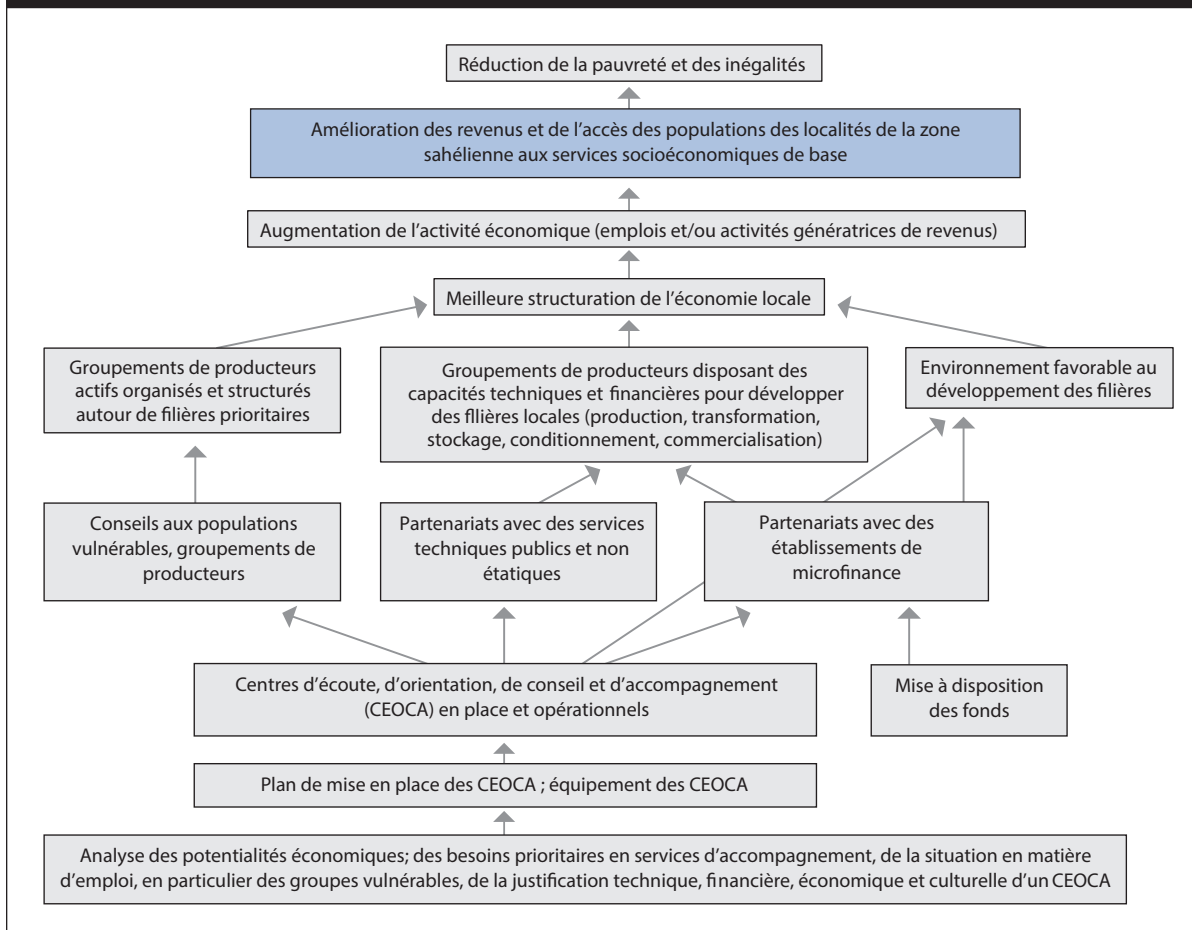 Réduction de la pauvreté et des inégalités
Amélioration des revenus et de l'accès des populations des localités de la zone
sahélienne aux services socioéconomiques de base
Augmentation de l'activité économique (emplois et/ou activités génératrices de revenus)
Meilleure structuration de l'économie locale
Groupements de producteurs
actifs organisés et structurés
autour de filières prioritaires
Groupements de producteurs disposant des
capacités techniques et financières pour développer
des fllières locales (production, transformation,
stockage, conditionnement, commercialisation)
Environnement favorable au
développement des filières
Conseils aux populations
vulnérables, groupements de
producteurs
Partenariats avec des services
techniques publics et non
étatiques
Partenariats avec des
établissements de
microfinance
Centres d'écoute, d'orientation, de conseil et d'accompagnement
(CEOCA) en place et opérationnels
Mise à disposition
des fonds
Plan de mise en place des CEOCA ; équipement des CEOCA
Analyse des potentialités économiques; des besoins prioritaires en services d'accompagnement, de la situation en matière
d'emploi, en particulier des groupes vulnérables, de la justification technique, financière, économique et culturelle d'un CEOCA